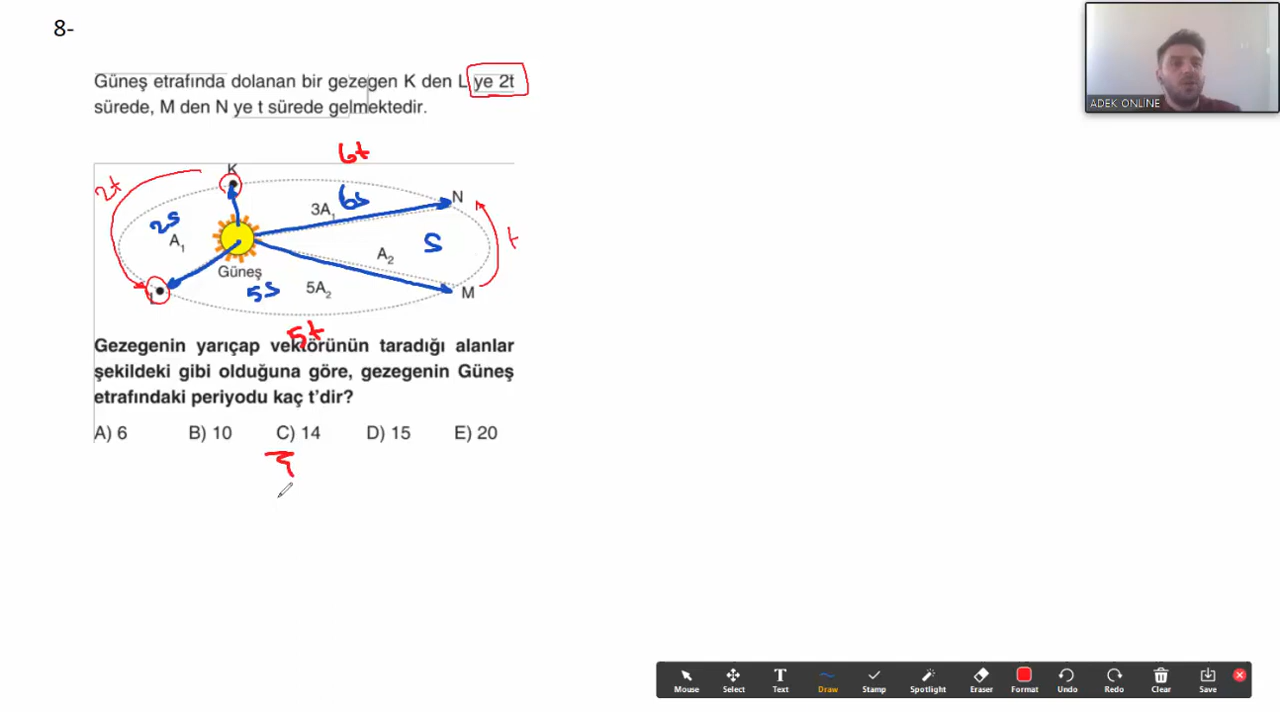 8-
Güneş etrafında dolanan bir gezegen K den L ye 2t
sürede, M den N ye t sürede gelmektedir.
6t
K
2t
6s
N
3A1
2s
A1
S
t
A2
Güneş
L
5s
5A2
M
5t
Gezegenin yarıçap vektörünün taradığı alanlar
şekildeki gibi olduğuna göre, gezegenin Güneş
etrafındaki periyodu kaç t'dir?
A) 6 B) 10 C) 14 D) 15 E) 20
ADEK ONLİNE
Mouse Select Text Draw Stamp Spotlight Eraser Format Undo Redo Clear Save